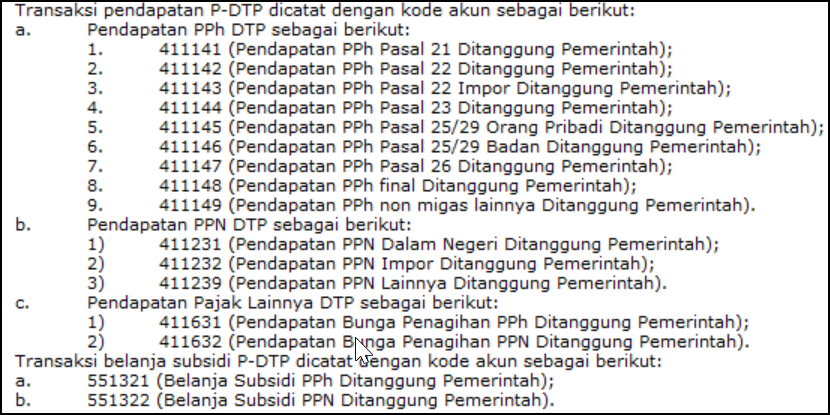 Transaksi pendapatan P-DTP dicatat dengan kode akun sebagai berikut:
a. Pendapatan PPh DTP sebagai berikut:
1. 411141 (Pendapatan PPh Pasal 21 Ditanggung Pemerintah);
2. 411142 (Pendapatan PPh Pasal 22 Ditanggung Pemerintah);
3. 411143 (Pendapatan PPh Pasal 22 Impor Ditanggung Pemerintah);
4. 411144 (Pendapatan PPh Pasal 23 Ditanggung Pemerintah);
5. 411145 (Pendapatan PPh Pasal 25/29 Orang Pribadi Ditanggung Pemerintah);
6. 411146 (Pendapatan PPh Pasal 25/29 Badan Ditanggung Pemerintah);
7. 411147 (Pendapatan PPh Pasal 26 Ditanggung Pemerintah);
8. 411148 (Pendapatan PPh final Ditanggung Pemerintah);
9. 411149 (Pendapatan PPh non migas lainnya Ditanggung Pemerintah).
b. Pendapatan PPN DTP sebagai berikut:
1) 411231 (Pendapatan PPN Dalam Negeri Ditanggung Pemerintah);
2) 411232 (Pendapatan PPN Impor Ditanggung Pemerintah);
3) 411239 (Pendapatan PPN Lainnya Ditanggung Pemerintah).
c. Pendapatan Pajak Lainnya DTP sebagai berikut:
1) 411631 (Pendapatan Bunga Penagihan PPh Ditanggung Pemerintah);
2) 411632 (Pendapatan Bunga Penagihan PPN Ditanggung Pemerintah).
Transaksi belanja subsidi P-DTP dicatat dengan kode akun sebagai berikut:
a. 551321 (Belanja Subsidi PPh Ditanggung Pemerintah);
b. 551322 (Belanja Subsidi PPN Ditanggung Pemerintah).